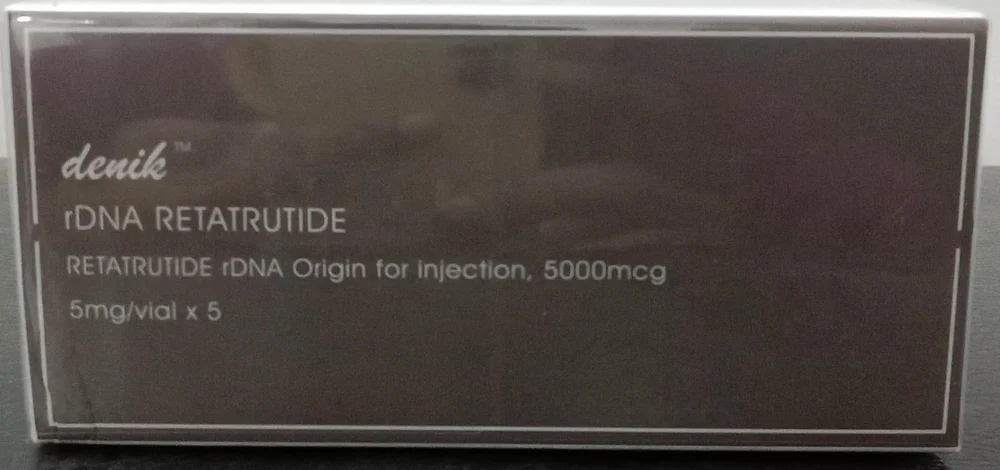 denik™
rDNA RETATRUTIDE
RETATRUTIDE rDNA Origin for injection, 5000mcg
5mg/vial x 5